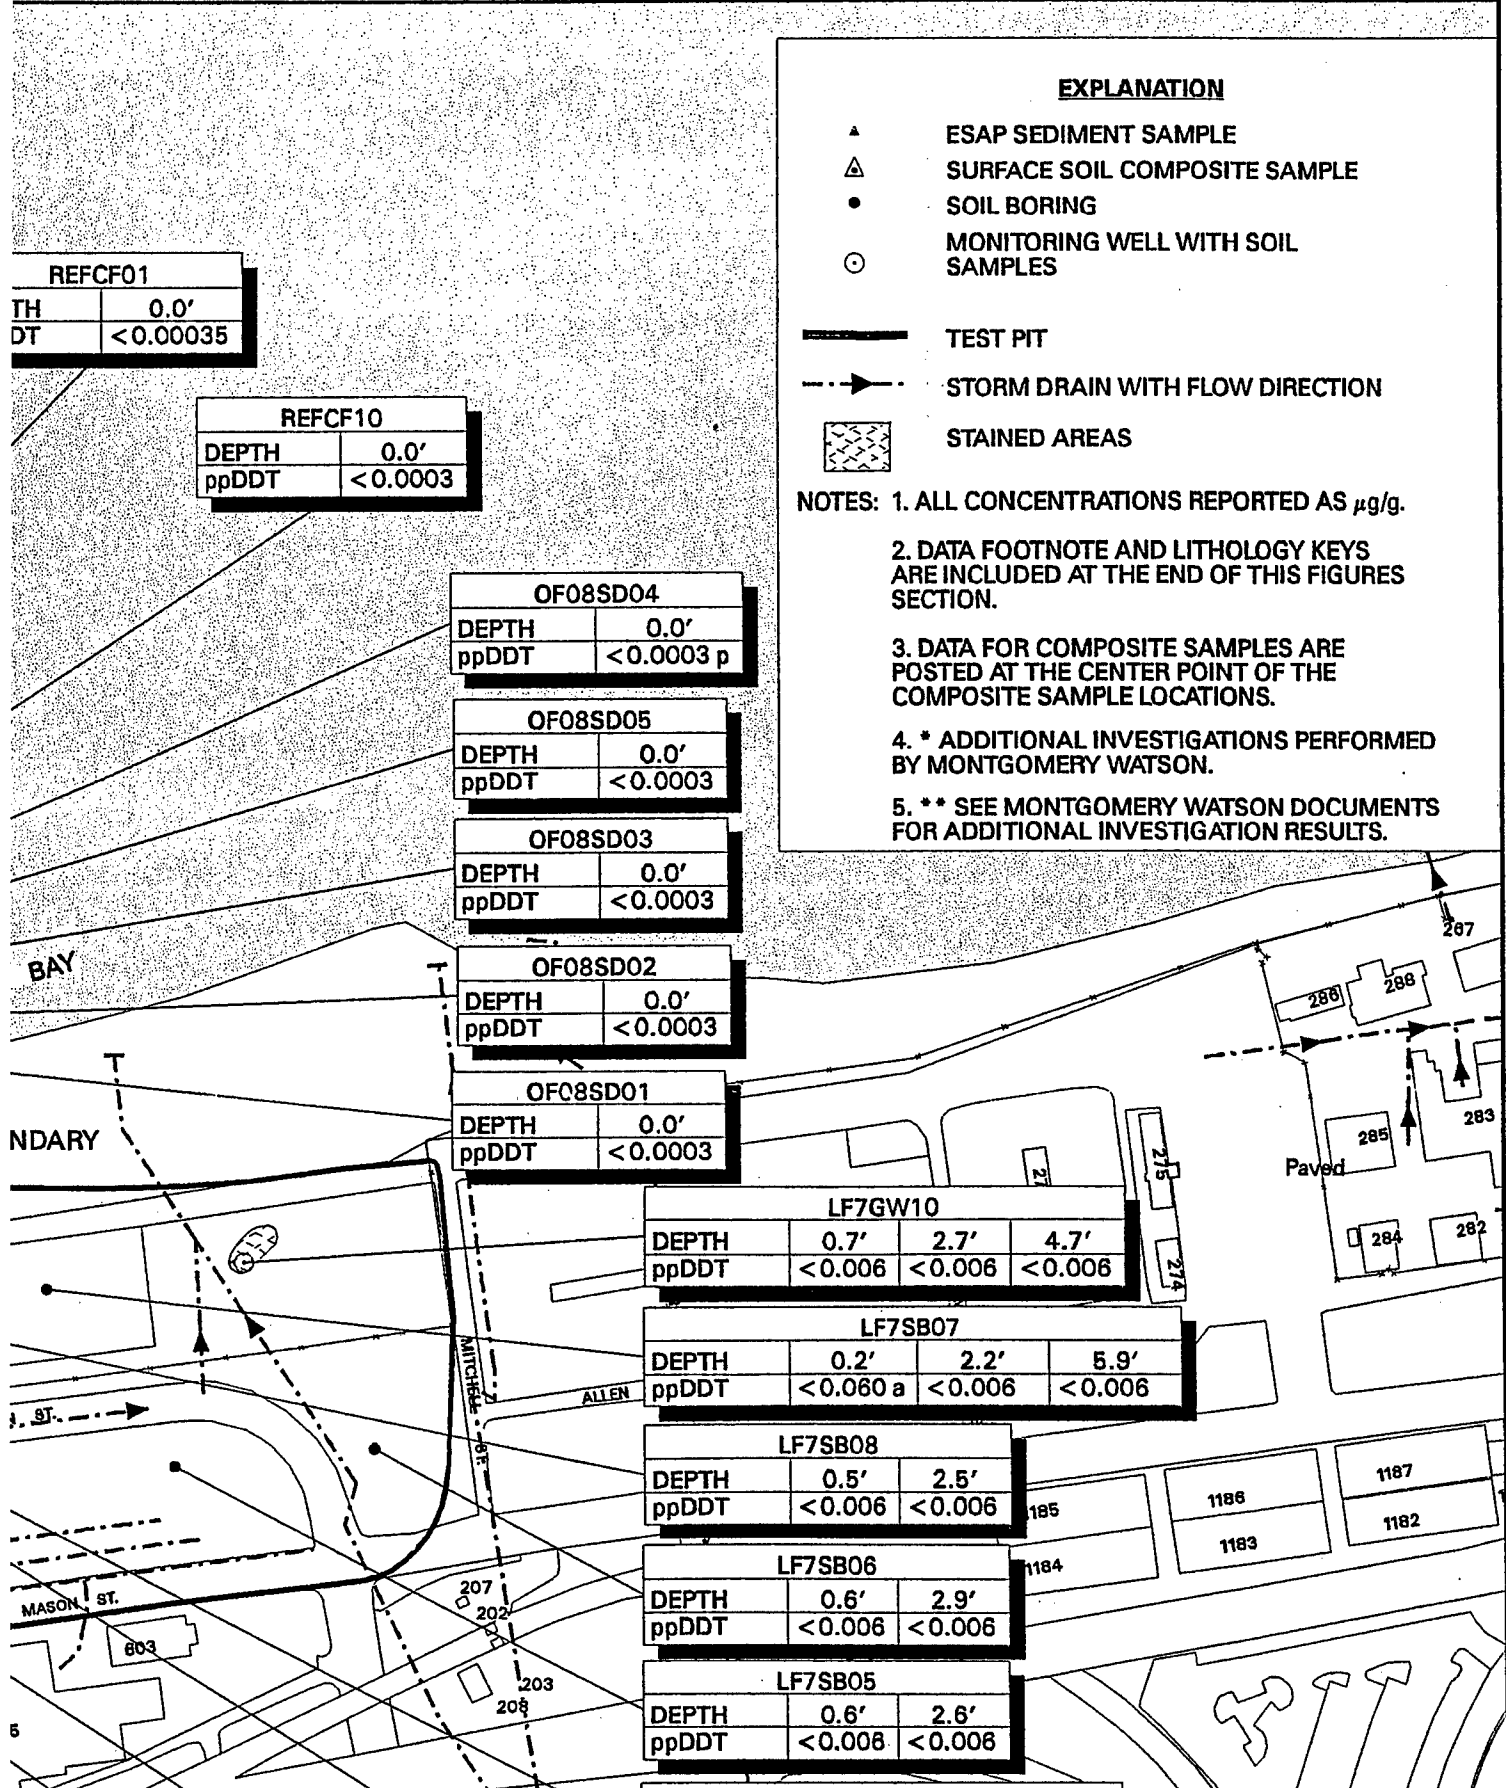 EXPLANATION
ESAP SEDIMENT SAMPLE
SURFACE SOIL COMPOSITE SAMPLE
SOIL BORING
MONITORING WELL WITH SOIL
SAMPLES
TEST PIT
STORM DRAIN WITH FLOW DIRECTION
STAINED AREAS
NOTES: 1. ALL CONCENTRATIONS REPORTED AS µg/g.
2. DATA FOOTNOTE AND LITHOLOGY KEYS
ARE INCLUDED AT THE END OF THIS FIGURES
SECTION.
3. DATA FOR COMPOSITE SAMPLES ARE
POSTED AT THE CENTER POINT OF THE
COMPOSITE SAMPLE LOCATIONS.
4. * ADDITIONAL INVESTIGATIONS PERFORMED
BY MONTGOMERY WATSON.
5. ** SEE MONTGOMERY WATSON DOCUMENTS
FOR ADDITIONAL INVESTIGATION RESULTS.
REFCF01
TH 0.0'
DT <0.00035
REFCF10
DEPTH 0.0'
ppDDT <0.0003
OF08SD04
DEPTH 0.0'
ppDDT <0.0003 p
OF08SD05
DEPTH 0.0'
ppDDT <0.0003
OF08SD03
DEPTH 0.0'
ppDDT <0.0003
BAY
OF08SD02
DEPTH 0.0'
ppDDT <0.0003
OF08SD01
DEPTH 0.0'
ppDDT <0.0003
NDARY
267
286
288
283
285
Paved
284
282
275
27
274
LF7GW10
DEPTH 0.7' 2.7' 4.7'
ppDDT <0.006 <0.006 <0.006
LF7SB07
DEPTH 0.2' 2.2' 5.9'
ppDDT <0.060 a <0.006 <0.006
MITCHELL ST.
ALLEN
ST.
LF7SB08
DEPTH 0.5' 2.5'
ppDDT <0.006 <0.006
1185
1186
1187
1184
1183
1182
LF7SB06
DEPTH 0.6' 2.9'
ppDDT <0.006 <0.006
MASON ST.
603
207
202
203
208
5
LF7SB05
DEPTH 0.6' 2.6'
ppDDT <0.006 <0.006